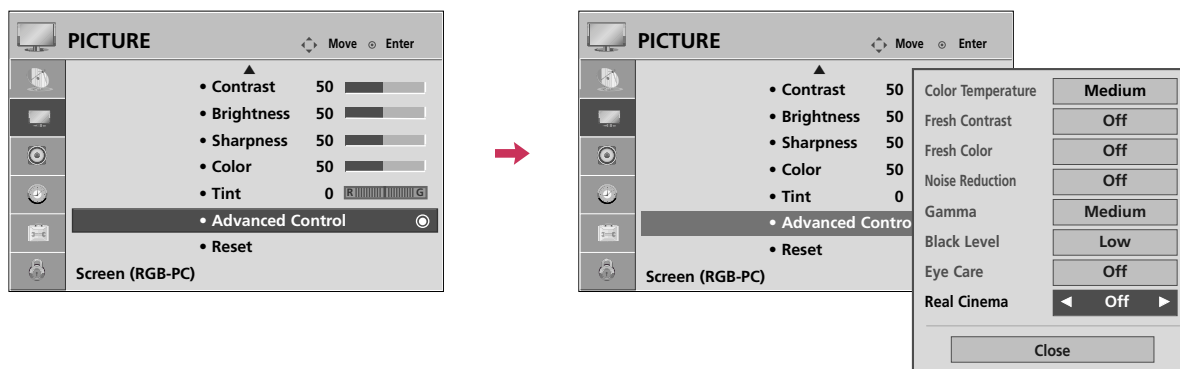 PICTURE
Move Enter
• Contrast 50
• Brightness 50
• Sharpness 50
• Color 50
• Tint 0 R G
• Advanced Control
• Reset
Screen (RGB-PC)
PICTURE
Move Enter
• Contrast 50
• Brightness 50
• Sharpness 50
• Color 50
• Tint 0
• Advanced Contro
• Reset
Screen (RGB-PC)
Color Temperature Medium
Fresh Contrast Off
Fresh Color Off
Noise Reduction Off
Gamma Medium
Black Level Low
Eye Care Off
Real Cinema ◄ Off ►
Close